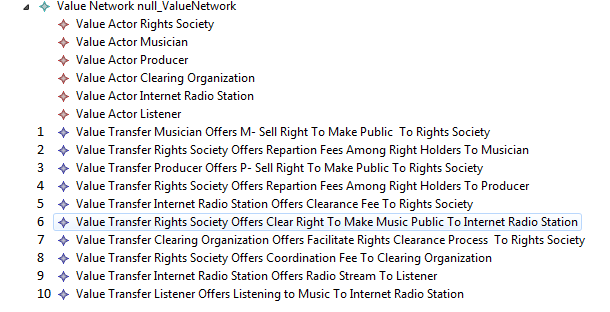 Value Network null_ValueNetwork
Value Actor Rights Society
Value Actor Musician
Value Actor Producer
Value Actor Clearing Organization
Value Actor Internet Radio Station
Value Actor Listener
1 Value Transfer Musician Offers M- Sell Right To Make Public To Rights Society
2 Value Transfer Rights Society Offers Repartion Fees Among Right Holders To Musician
3 Value Transfer Producer Offers P- Sell Right To Make Public To Rights Society
4 Value Transfer Rights Society Offers Repartion Fees Among Right Holders To Producer
5 Value Transfer Internet Radio Station Offers Clearance Fee To Rights Society
6 Value Transfer Rights Society Offers Clear Right To Make Music Public To Internet Radio Station
7 Value Transfer Clearing Organization Offers Facilitate Rights Clearance Process To Rights Society
8 Value Transfer Rights Society Offers Coordination Fee To Clearing Organization
9 Value Transfer Internet Radio Station Offers Radio Stream To Listener
10 Value Transfer Listener Offers Listening to Music To Internet Radio Station